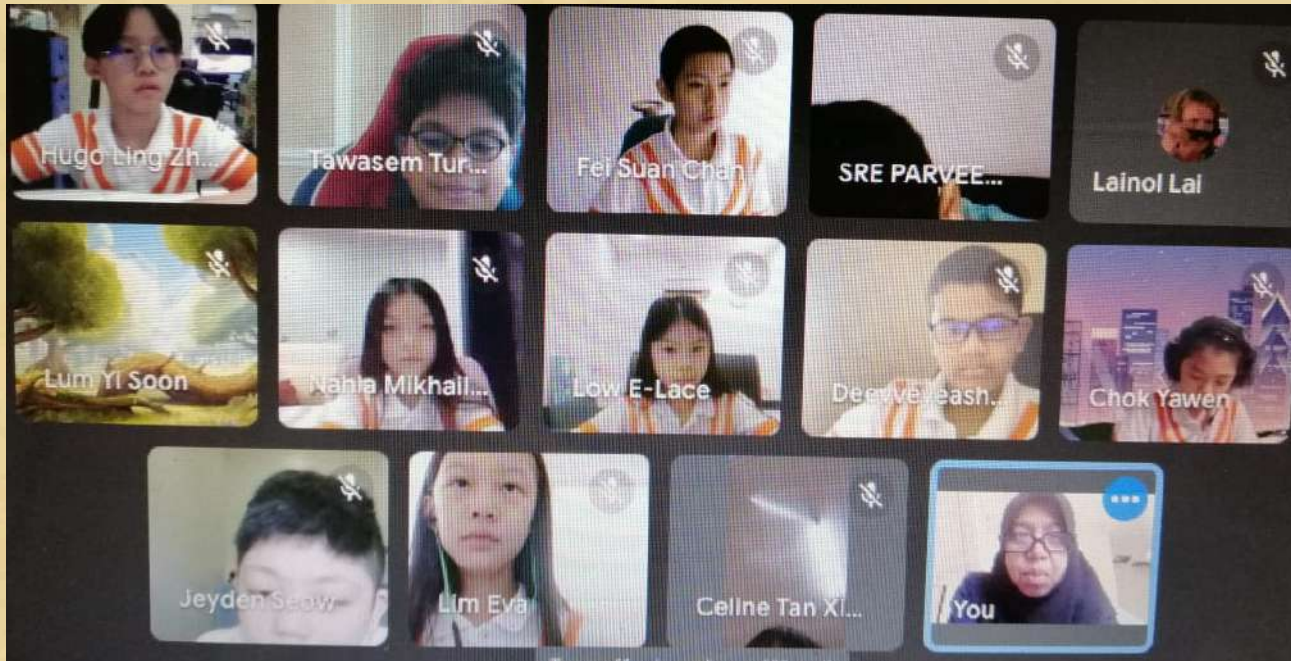 Hugo Ling Zh...
Tawasem Tur...
Fei Suan Chan
SRE PARVEE...
Lainol Lai
Lum Yi Soon
Nahla Mikhail...
Low E-Lace
Chok Yawen
Jeyden Seow
Lim Eva
Celine Tan Xi...
You